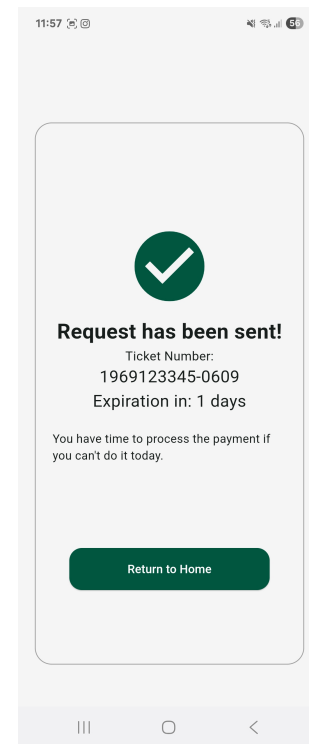 11:57
56
Request has been sent!
Ticket Number:
1969123345-0609
Expiration in: 1 days
You have time to process the payment if
you can't do it today.
Return to Home